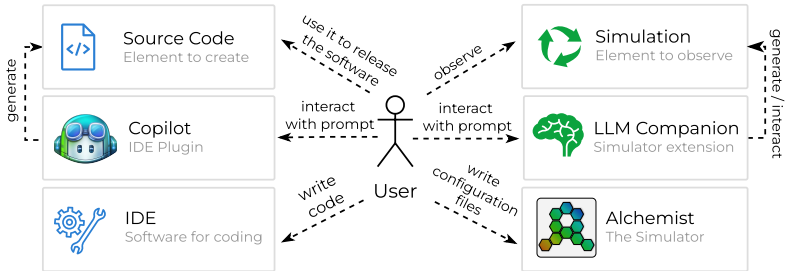 Source Code
Element to create
generate
Copilot
IDE Plugin
IDE
Software for coding
use it to release
the software
interact
with prompt
write
code
User
observe
interact
with prompt
write
configuration
files
Simulation
Element to observe
LLM Companion
Simulator extension
generate / interact
Alchemist
The Simulator